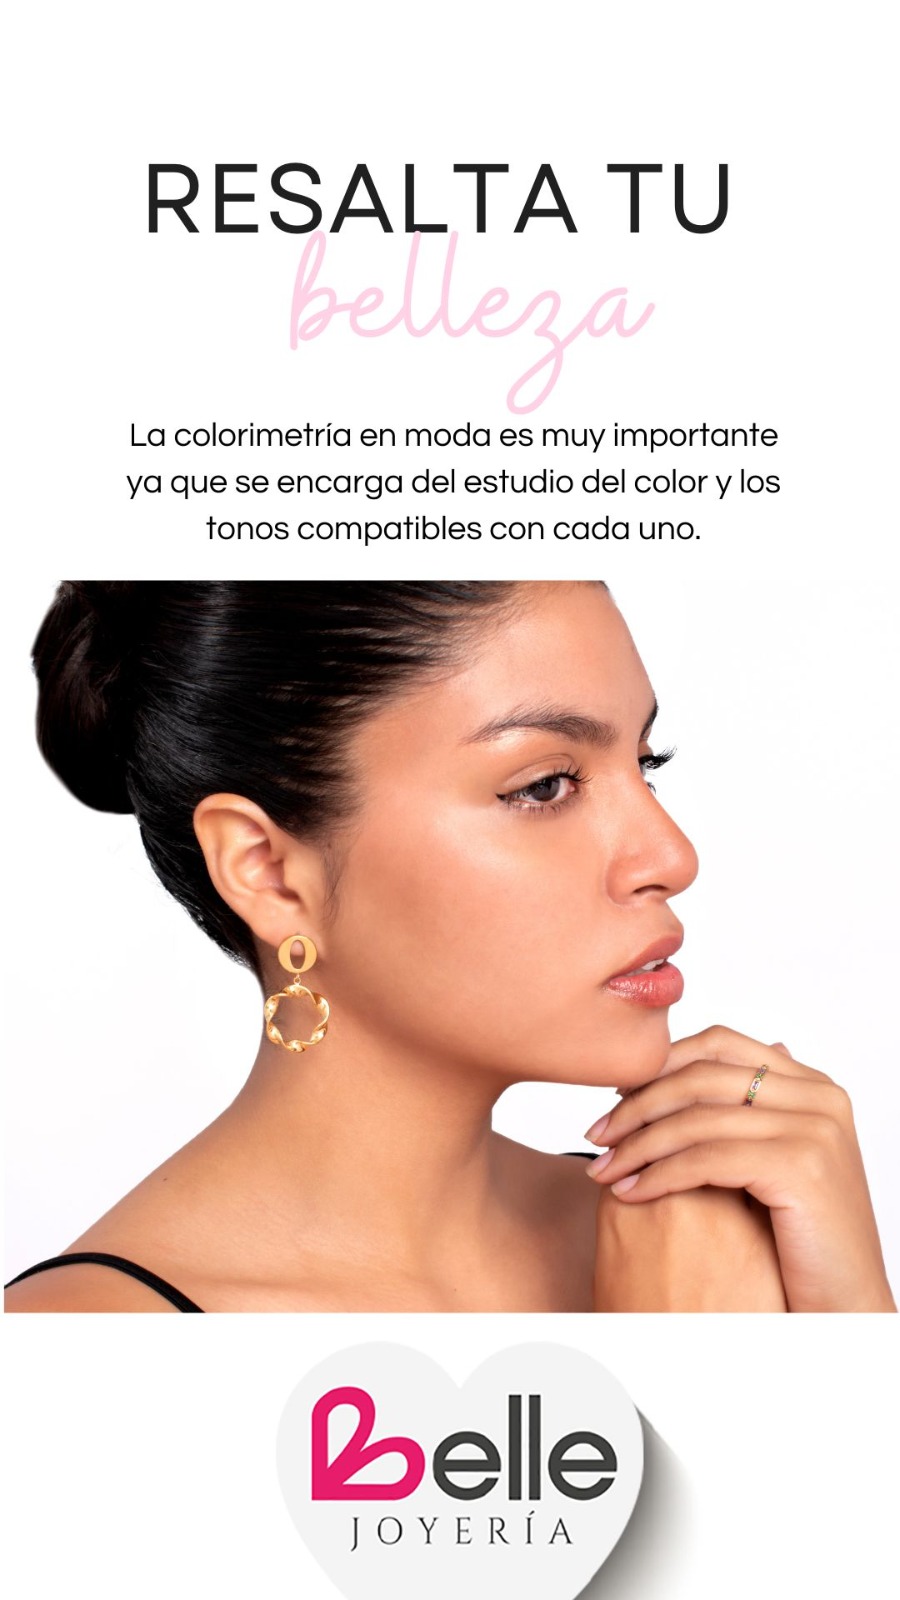 RESALTA TU
belleza
La colorimetría en moda es muy importante
ya que se encarga del estudio del color y los
tonos compatibles con cada uno.
Belle
JOYERÍA